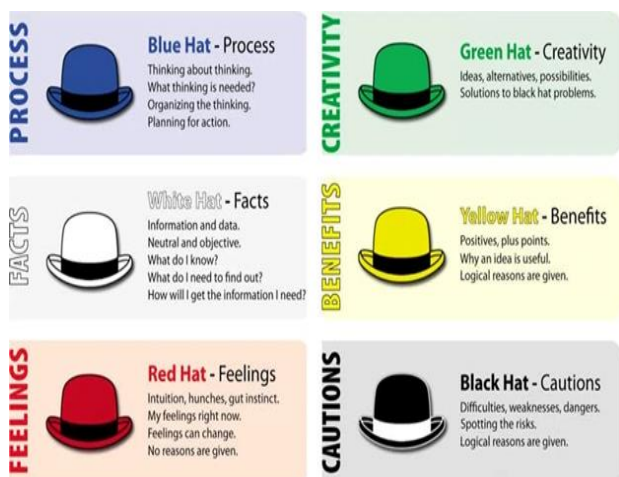 PROCESS
Blue Hat - Process
Thinking about thinking.
What thinking is needed?
Organizing the thinking.
Planning for action.
CREATIVITY
Green Hat - Creativity
Ideas, alternatives, possibilities.
Solutions to black hat problems.
FACTS
White Hat - Facts
Information and data.
Neutral and objective.
What do I know?
What do I need to find out?
How will I get the information I need?
BENEFITS
Yellow Hat - Benefits
Positives, plus points.
Why an idea is useful.
Logical reasons are given.
FEELINGS
Red Hat - Feelings
Intuition, hunches, gut instinct.
My feelings right now.
Feelings can change.
No reasons are given.
CAUTIONS
Black Hat - Cautions
Difficulties, weaknesses, dangers.
Spotting the risks.
Logical reasons are given.